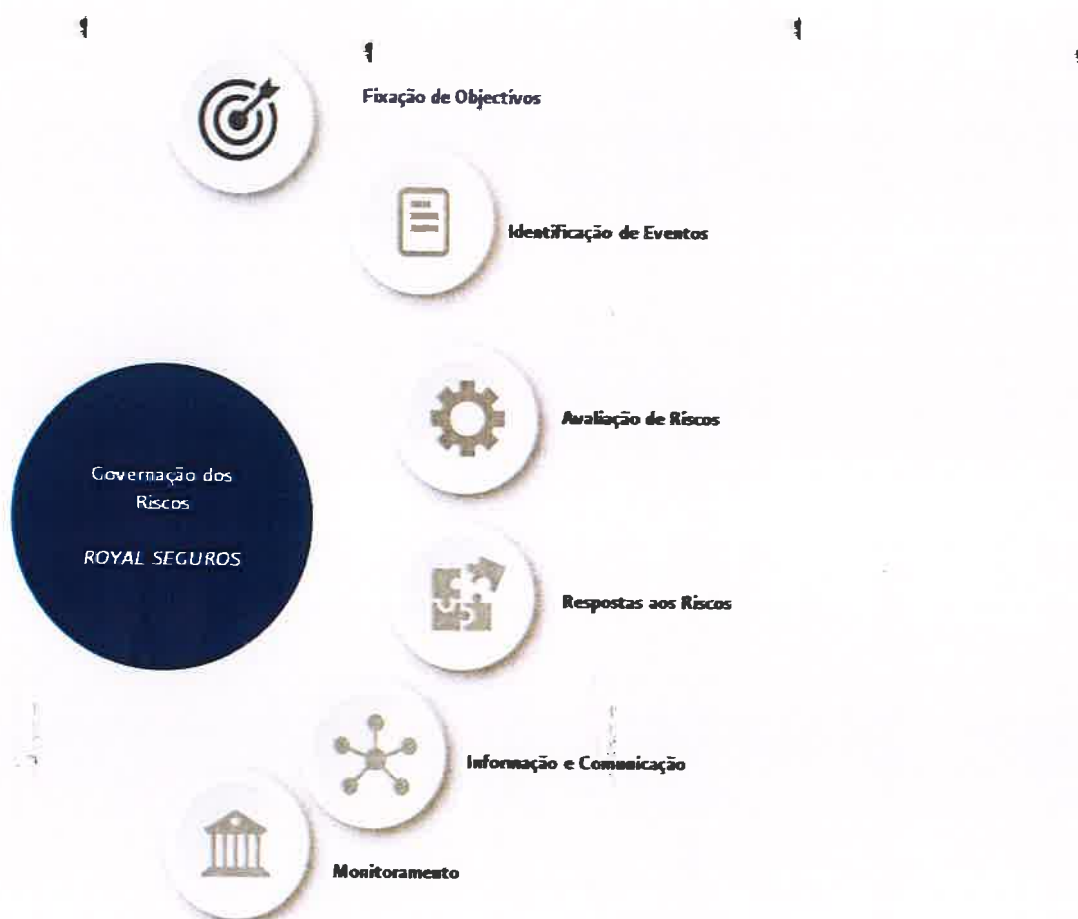 Fixação de Objectivos
Identificação de Eventos
Avaliação de Riscos
Governação dos
Riscos
ROYAL SEGUROS
Respostas aos Riscos
Informação e Comunicação
Monitoramento